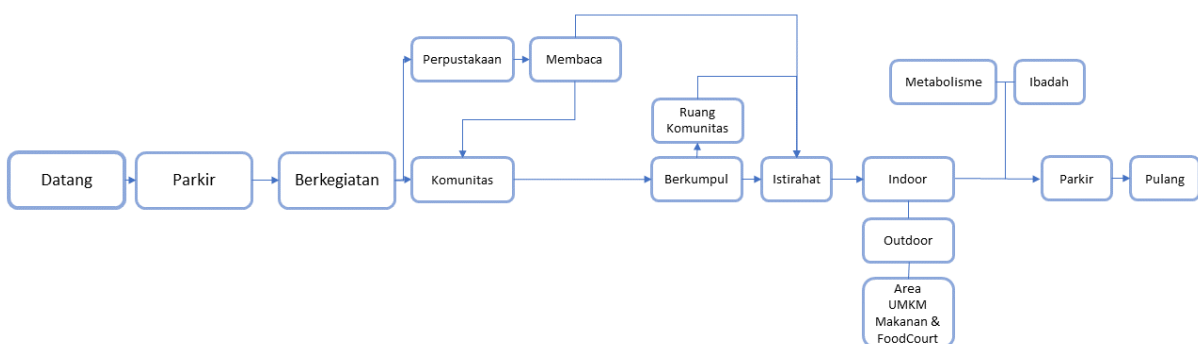 Perpustakaan
Membaca
Metabolisme
Ibadah
Ruang
Komunitas
Datang
Parkir
Berkegiatan
Komunitas
Berkumpul
Istirahat
Indoor
Parkir
Pulang
Outdoor
Area
UMKM
Makanan &
FoodCourt